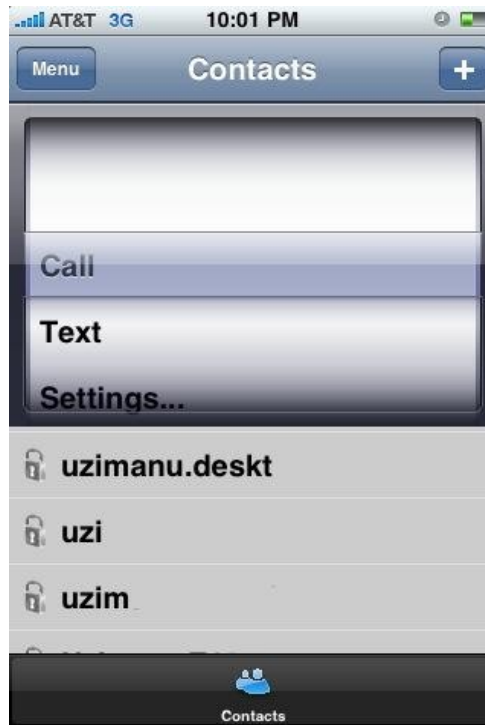 AT&T 3G 10:01 PM
Menu Contacts +
Call
Text
Settings...
uzimanu.deskt
uzi
uzim
Contacts